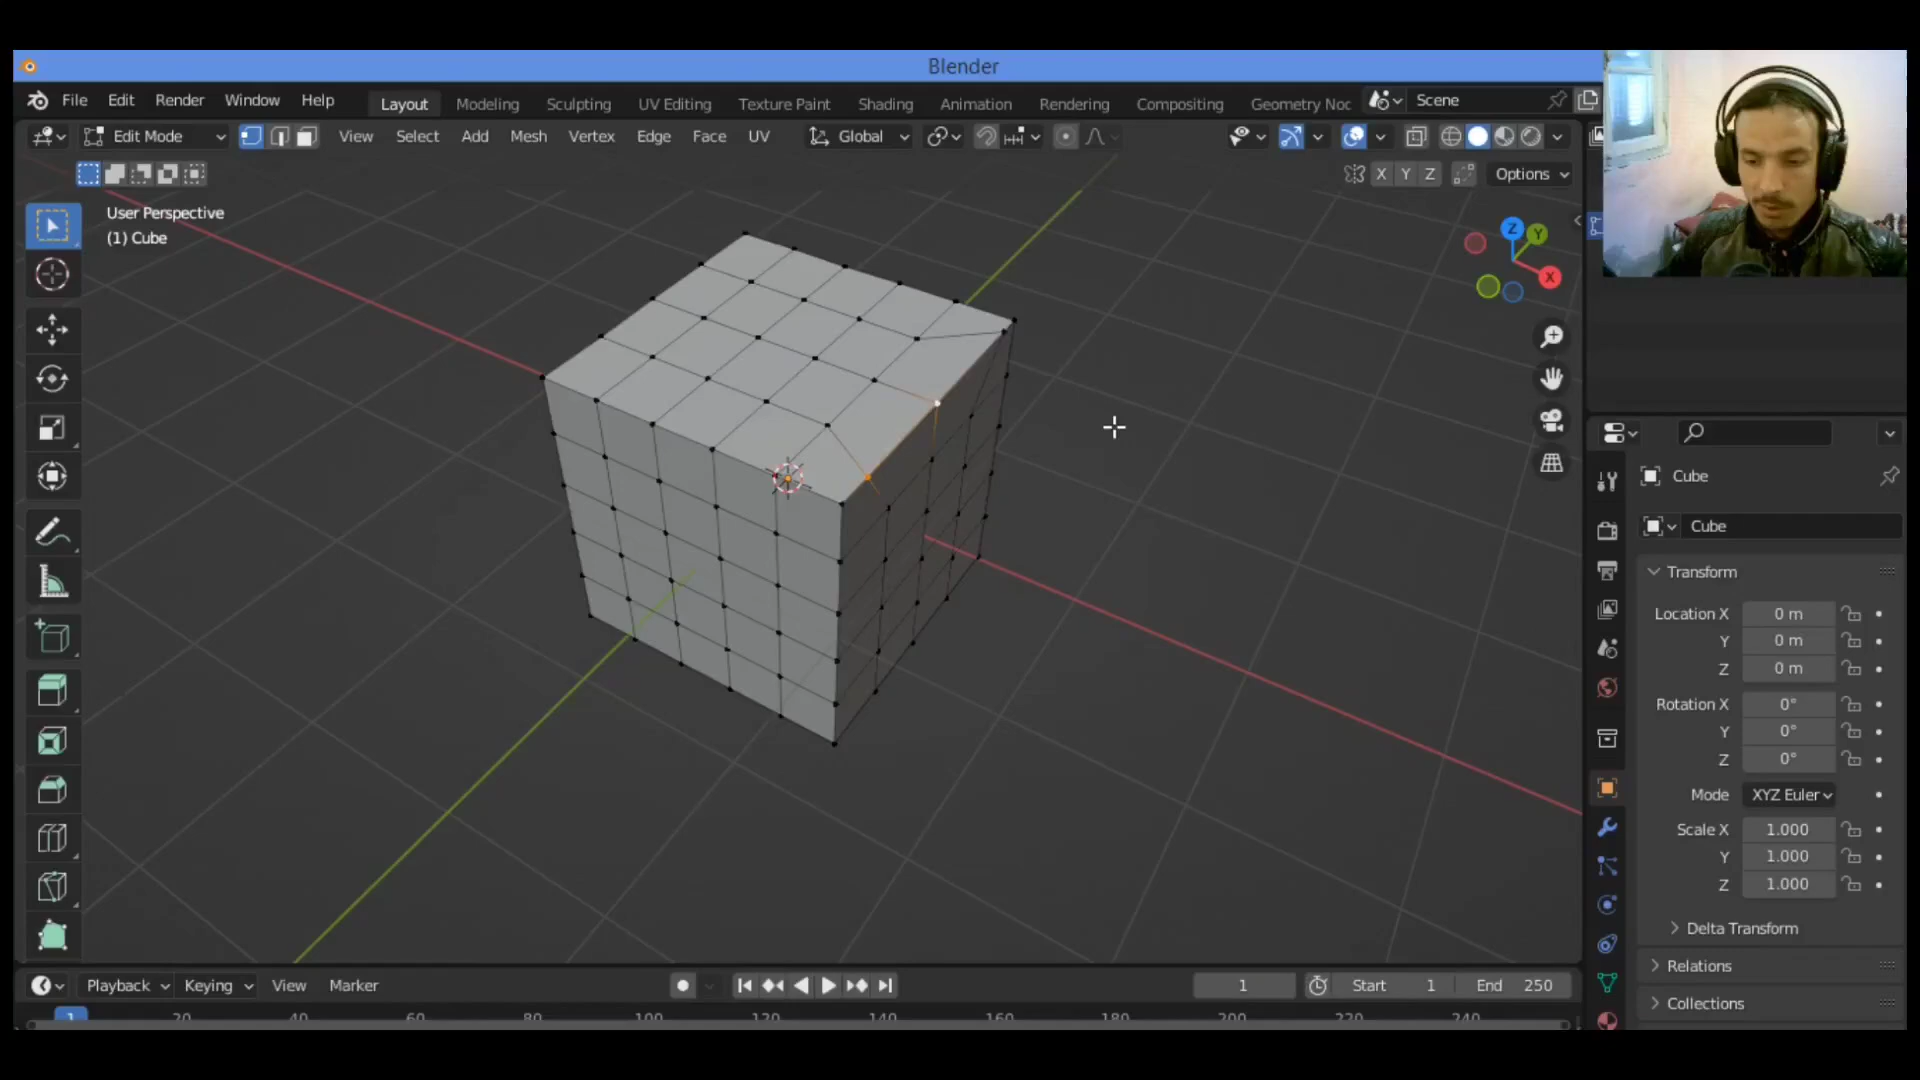 Blender
File Edit Render Window Help Layout Modeling Sculpting UV Editing Texture Paint Shading Animation Rendering Compositing Geometry Noc Scene
Edit Mode View Select Add Mesh Vertex Edge Face UV Global
X Y Z Options
User Perspective
(1) Cube
Z Y X
Cube
Cube
Transform
Location X 0 m
Y 0 m
Z 0 m
Rotation X 0°
Y 0°
Z 0°
Mode XYZ Euler
Scale X 1.000
Y 1.000
Z 1.000
Delta Transform
Relations
Collections
Playback Keying View Marker 1 Start 1 End 250
1 20 40 60 80 100 120 140 160 180 200 220 240